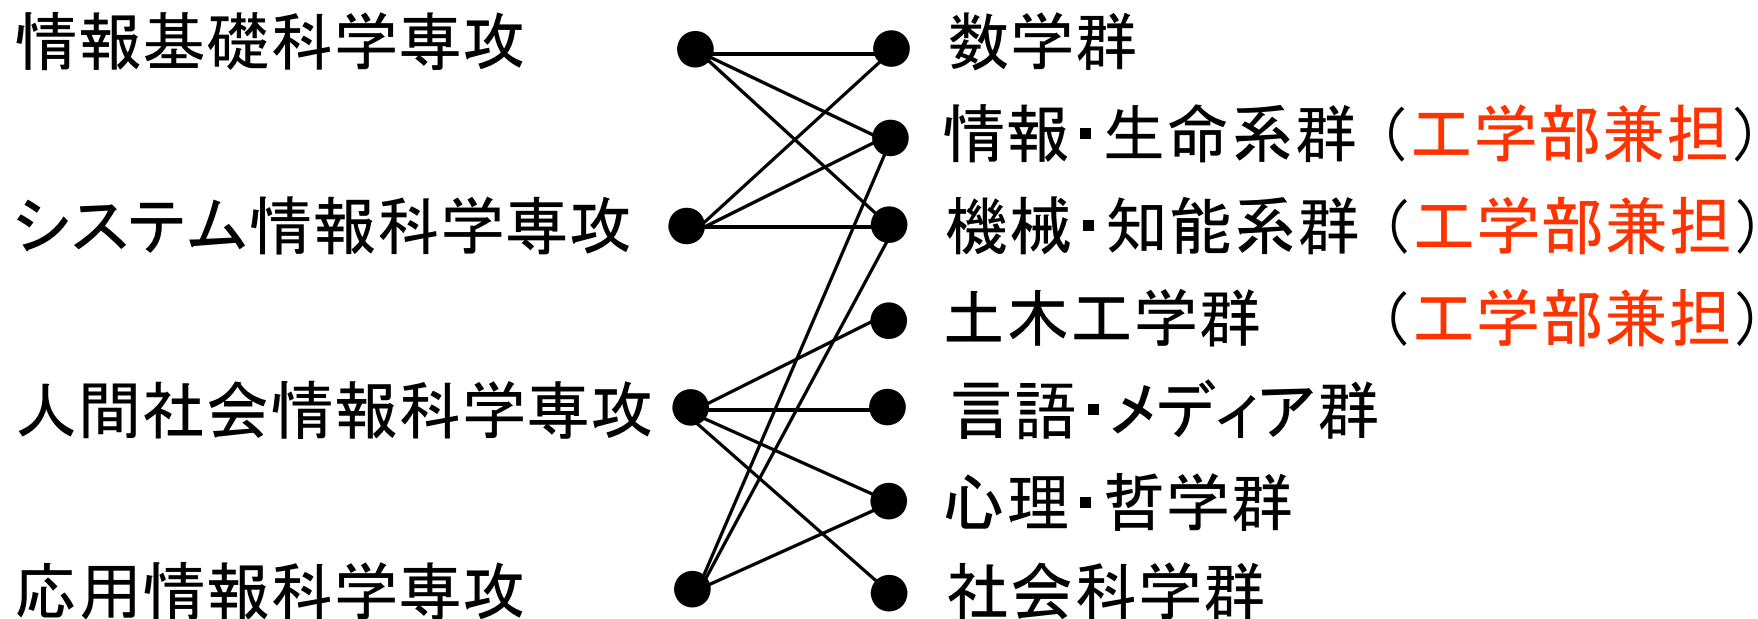 情報基礎科学専攻 数学群
情報・生命系群（工学部兼担）
システム情報科学専攻 機械・知能系群（工学部兼担）
土木工学群　　（工学部兼担）
人間社会情報科学専攻 言語・メディア群
心理・哲学群
応用情報科学専攻 社会科学群